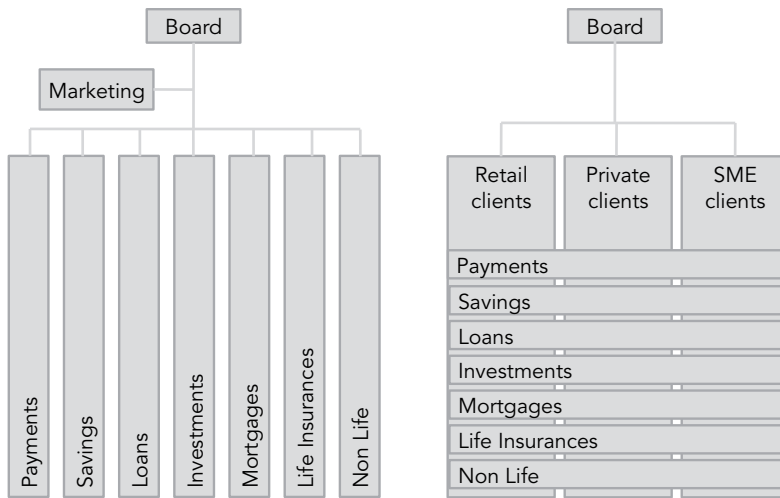 Board
Marketing
Payments
Savings
Loans
Investments
Mortgages
Life Insurances
Non Life
Board
Retail
clients
Private
clients
SME
clients
Payments
Savings
Loans
Investments
Mortgages
Life Insurances
Non Life